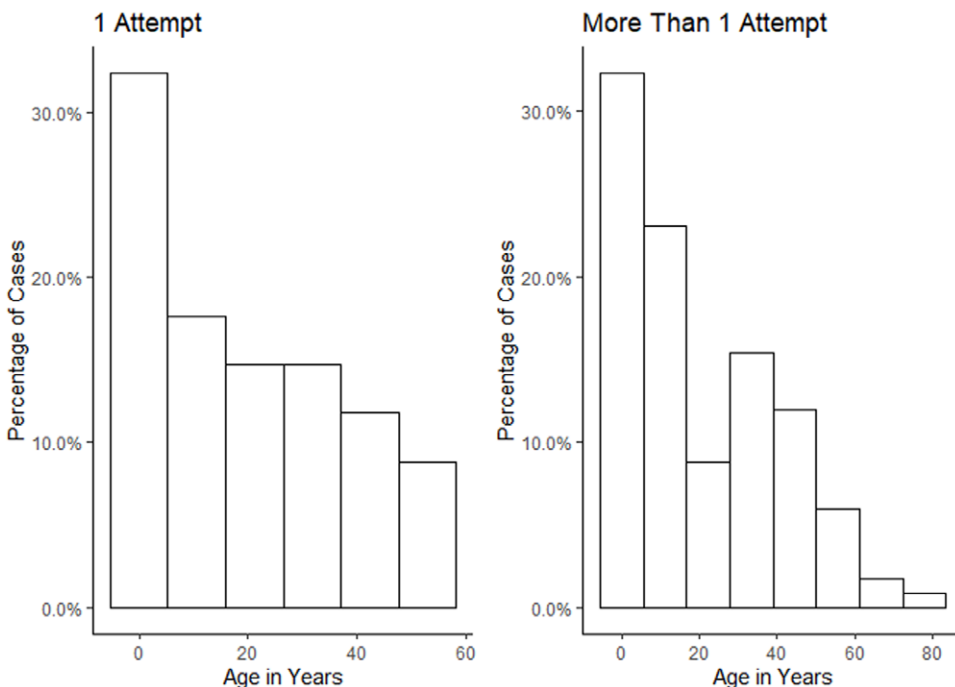 1 Attempt
Percentage of Cases
30.0%
20.0%
10.0%
0.0%
0 20 40 60
Age in Years
More Than 1 Attempt
Percentage of Cases
30.0%
20.0%
10.0%
0.0%
0 20 40 60 80
Age in Years